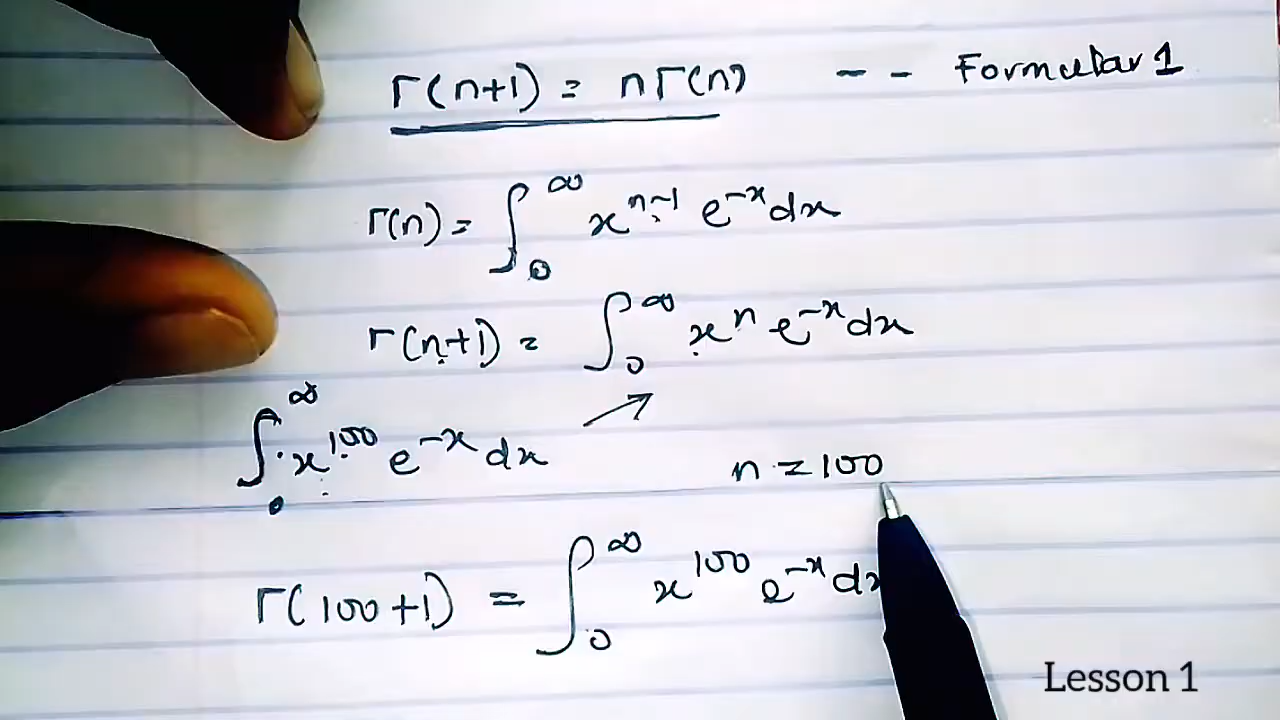 Γ(n+1) = nΓ(n) -- Formular 1
Γ(n) = ∫₀^∞ x^{n-1} e^{-x} dx
Γ(n+1) = ∫₀^∞ x^n e^{-x} dx
∫₀^∞ x^{100} e^{-x} dx ↗ n = 100
Γ(100+1) = ∫₀^∞ x^{100} e^{-x} dx
Lesson 1